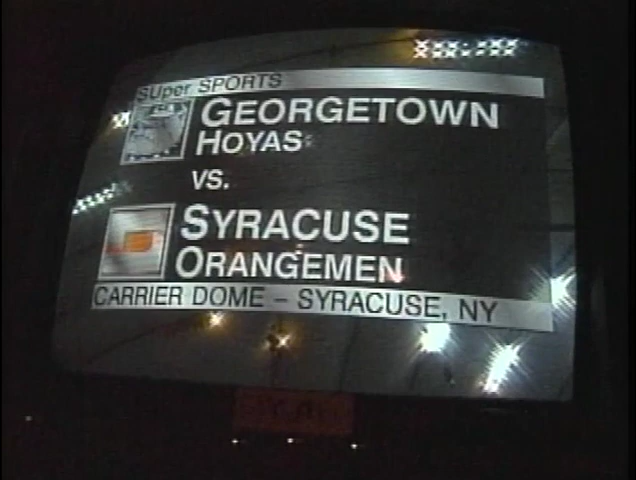 SUper SPORTS
GEORGETOWN
HOYAS
VS.
SYRACUSE
ORANGEMEN
CARRIER DOME - SYRACUSE, NY